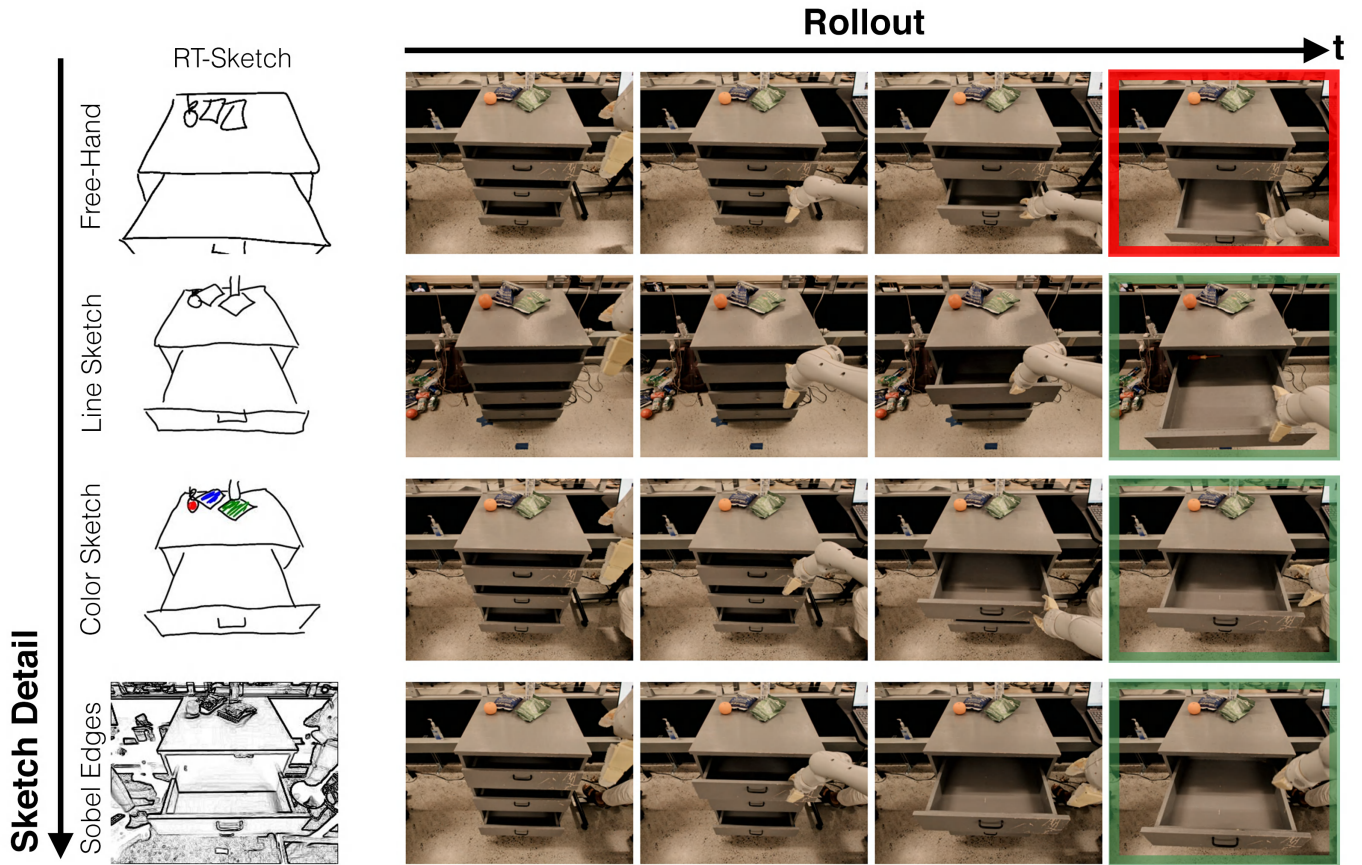 Rollout
t
RT-Sketch
Free-Hand
Line Sketch
Color Sketch
Sobel Edges
Sketch Detail